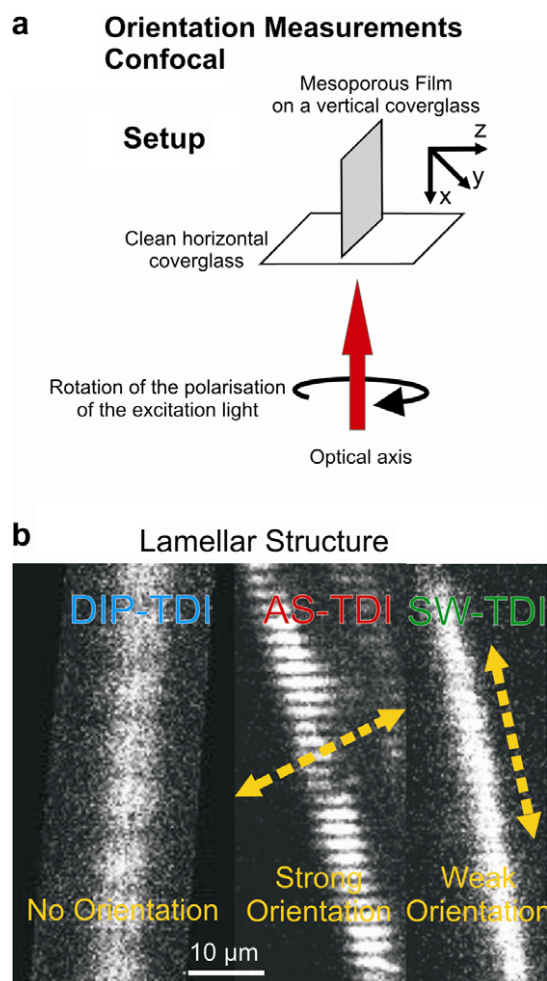 a
Orientation Measurements
Confocal
Mesoporous Film
on a vertical coverglass
Setup
z
y
x
Clean horizontal
coverglass
Rotation of the polarisation
of the excitation light
Optical axis
b
Lamellar Structure
DIP-TDI
AS-TDI
SW-TDI
No Orientation
Strong
Orientation
Weak
Orientation
10 µm